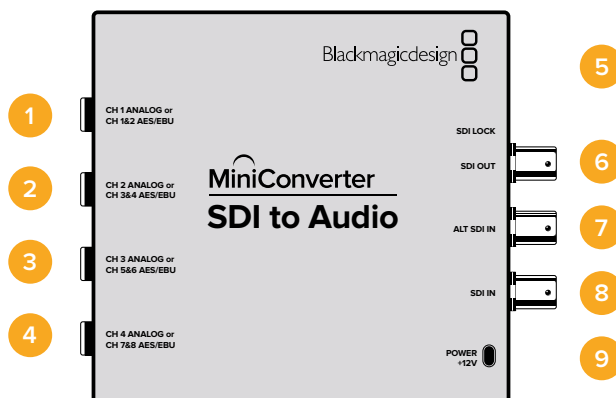 Blackmagicdesign
1
CH 1 ANALOG or
CH 1&2 AES/EBU
2
CH 2 ANALOG or
CH 3&4 AES/EBU
3
CH 3 ANALOG or
CH 5&6 AES/EBU
4
CH 4 ANALOG or
CH 7&8 AES/EBU
MiniConverter
SDI to Audio
5
SDI LOCK
SDI OUT
6
ALT SDI IN
7
SDI IN
8
POWER
+12V
9